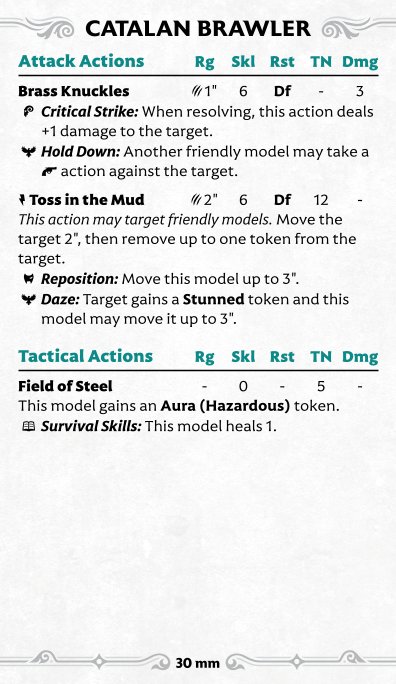 CATALAN BRAWLER
Attack Actions Rg Skl Rst TN Dmg
Brass Knuckles 1" 6 Df - 3
Critical Strike: When resolving, this action deals
+1 damage to the target.
Hold Down: Another friendly model may take a
action against the target.
Toss in the Mud 2" 6 Df 12 -
This action may target friendly models. Move the
target 2", then remove up to one token from the
target.
Reposition: Move this model up to 3".
Daze: Target gains a Stunned token and this
model may move it up to 3".
Tactical Actions Rg Skl Rst TN Dmg
Field of Steel - 0 - 5 -
This model gains an Aura (Hazardous) token.
Survival Skills: This model heals 1.
30 mm